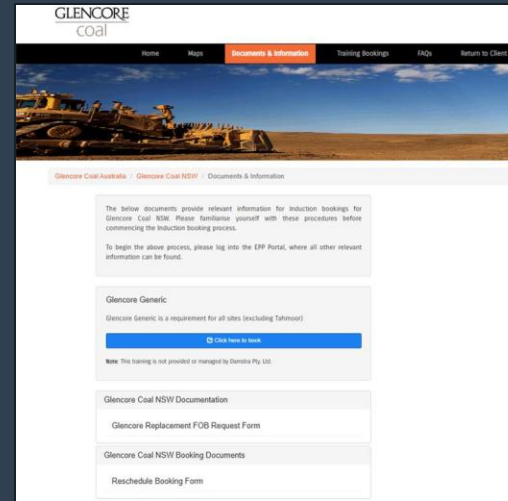 GLENCORE
coal
Home Maps Documents & Information Training Bookings FAQs Return to Client
Glencore Coal Australia / Glencore Coal NSW / Documents & Information
The below documents provide relevant information for Induction bookings for
Glencore Coal NSW. Please familiarise yourself with these procedures before
commencing the Induction booking process.
To begin the above process, please log into the EPP Portal, where all other relevant
information can be found.
Glencore Generic
Glencore Generic is a requirement for all sites (excluding Tahmoor)
Click here to book
Note: This training is not provided or managed by Damstra Pty. Ltd.
Glencore Coal NSW Documentation
Glencore Replacement FOB Request Form
Glencore Coal NSW Booking Documents
Reschedule Booking Form